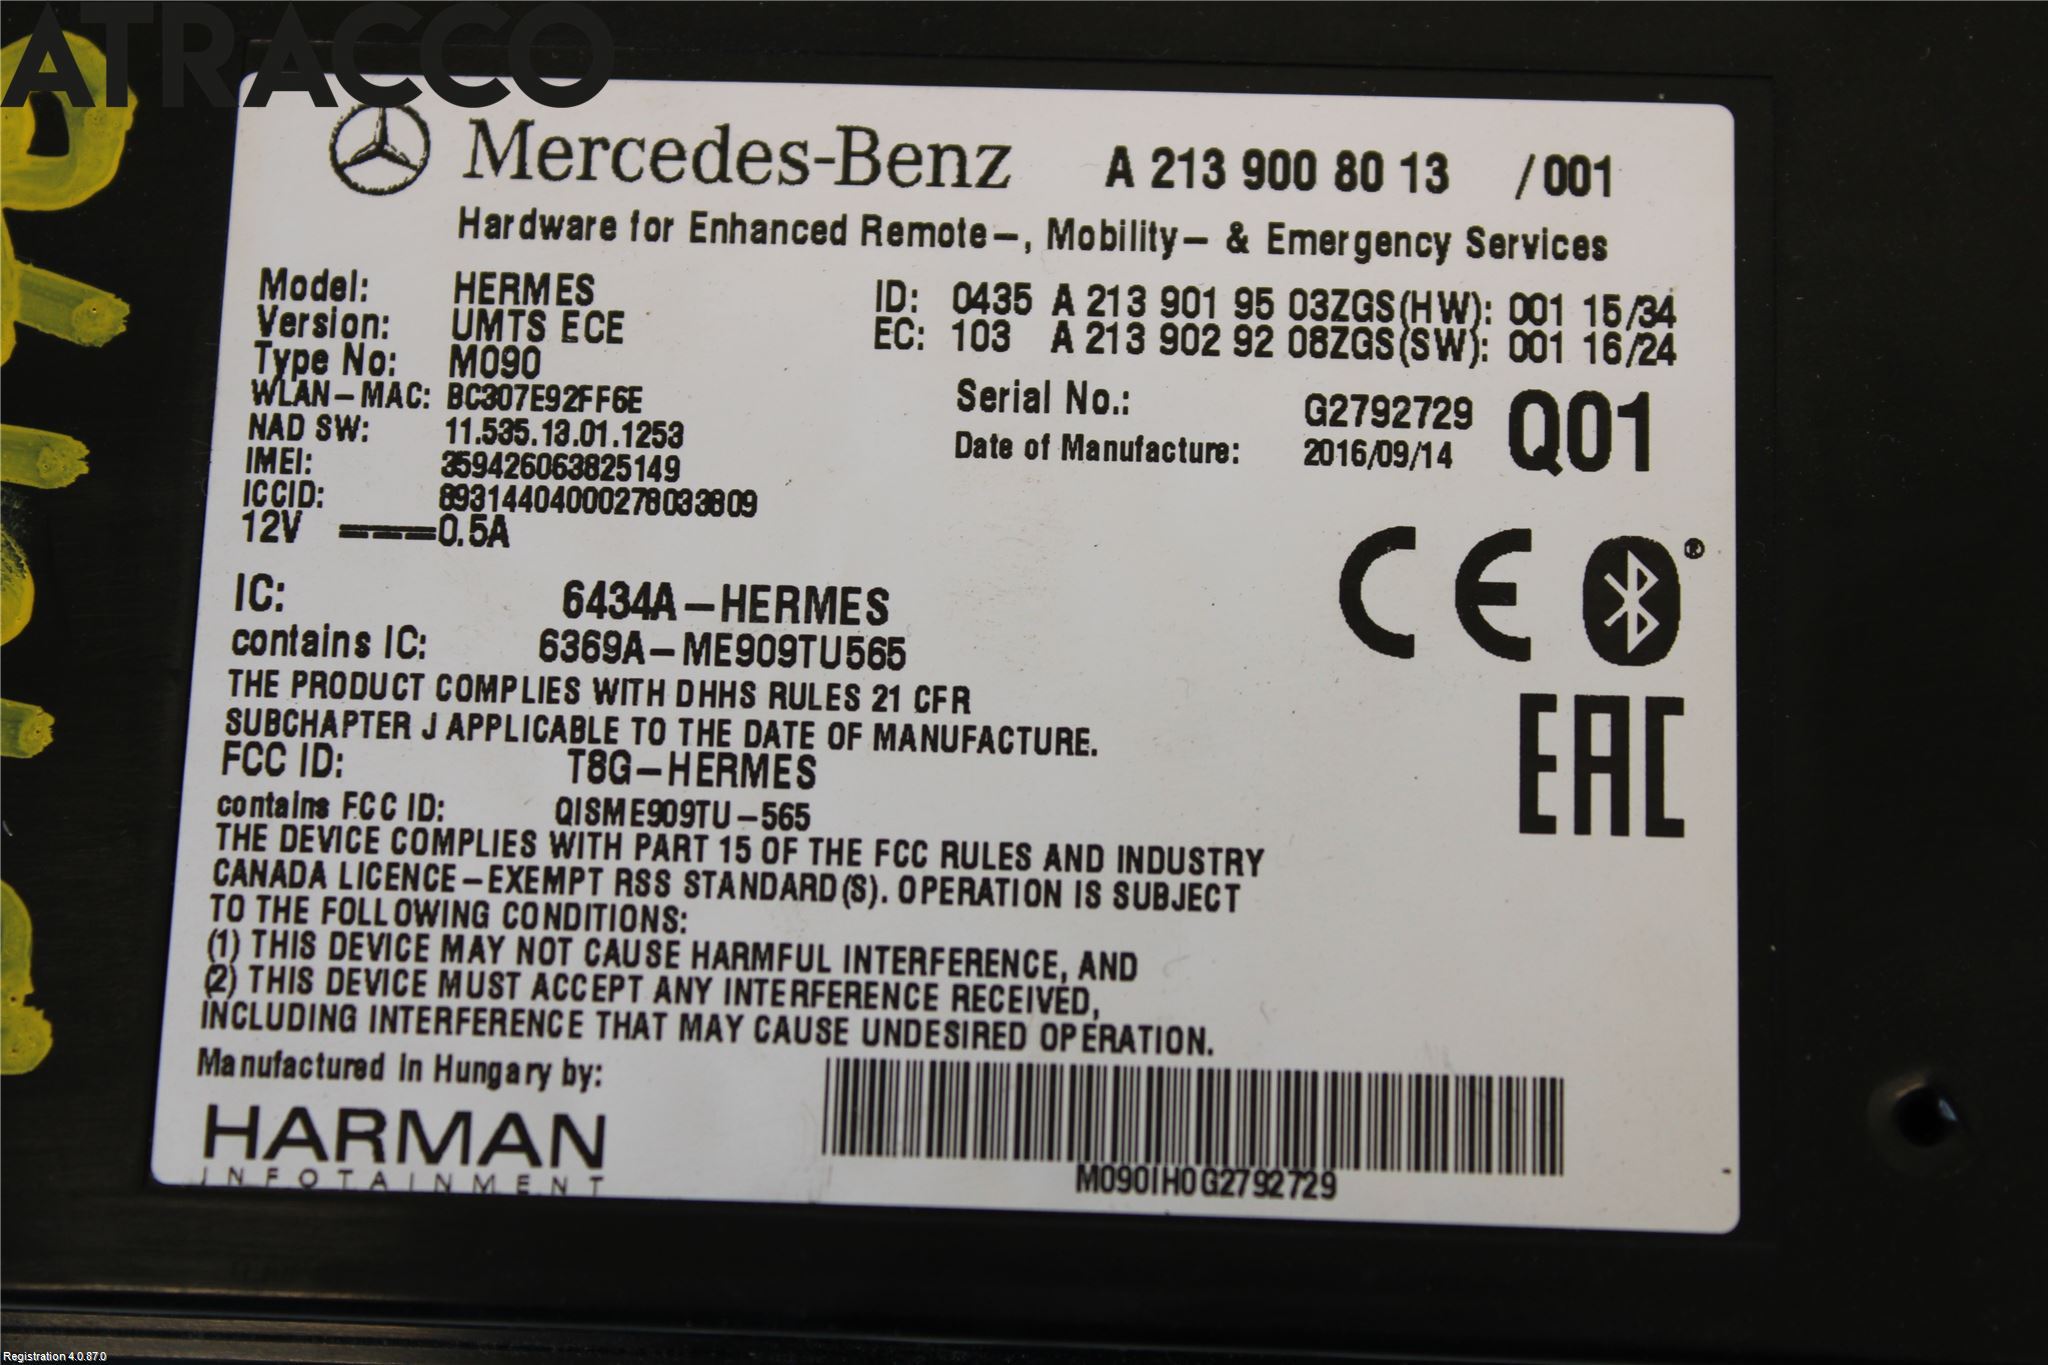 ATRACCO
Mercedes-Benz A 213 900 80 13 /001
Hardware for Enhanced Remote-, Mobility- & Emergency Services
Model: HERMES ID: 0435 A 213 901 95 03ZGS(HW): 001 15/34
Version: UMTS ECE EC: 103 A 213 902 92 08ZGS(SW): 001 16/24
Type No: M090
WLAN-MAC: BC307E92FF6E Serial No.: G2792729 Q01
NAD SW: 11.535.13.01.1253 Date of Manufacture: 2016/09/14
IMEI: 359426063825149
ICCID: 89314404000278033809
12V 0.5A
CE ®
IC: 6434A-HERMES
contains IC: 6369A-ME909TU565
THE PRODUCT COMPLIES WITH DHHS RULES 21 CFR
SUBCHAPTER J APPLICABLE TO THE DATE OF MANUFACTURE.
EAC
FCC ID: T8G-HERMES
contains FCC ID: QISME909TU-565
THE DEVICE COMPLIES WITH PART 15 OF THE FCC RULES AND INDUSTRY
CANADA LICENCE-EXEMPT RSS STANDARD(S). OPERATION IS SUBJECT
TO THE FOLLOWING CONDITIONS:
(1) THIS DEVICE MAY NOT CAUSE HARMFUL INTERFERENCE, AND
(2) THIS DEVICE MUST ACCEPT ANY INTERFERENCE RECEIVED,
INCLUDING INTERFERENCE THAT MAY CAUSE UNDESIRED OPERATION.
Manufactured in Hungary by:
HARMAN
INFOTAINMENT
M090IH0G2792729
Registration 4.0.87.0